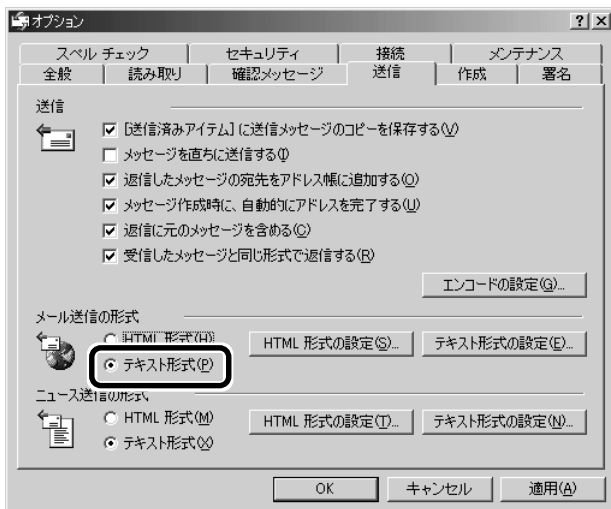 オプション
スペル チェック セキュリティ 接続 メンテナンス
全般 読み取り 確認メッセージ 送信 作成 署名
送信
[送信済みアイテム] に送信メッセージのコピーを保存する(V)
メッセージを直ちに送信する(I)
返信したメッセージの宛先をアドレス帳に追加する(O)
メッセージ作成時に、自動的にアドレスを完了する(U)
返信に元のメッセージを含める(C)
受信したメッセージと同じ形式で返信する(R)
エンコードの設定(G)...
メール送信の形式
HTML 形式(H) HTML 形式の設定(S)... テキスト形式の設定(E)...
テキスト形式(P)
ニュース送信の形式
HTML 形式(M) HTML 形式の設定(T)... テキスト形式の設定(N)...
テキスト形式(X)
OK キャンセル 適用(A)